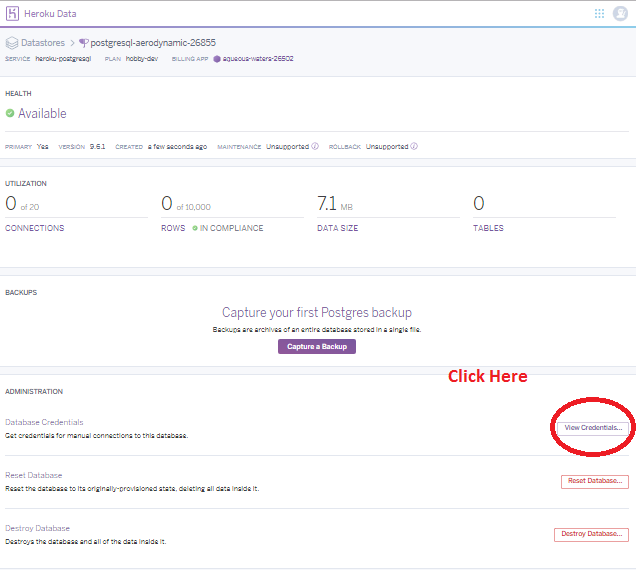 Heroku Data
Datastores > postgresql-aerodynamic-26855
SERVICE heroku-postgresql PLAN hobby-dev BILLING APP aqueous-waters-26502
HEALTH
Available
PRIMARY Yes VERSION 9.6.1 CREATED a few seconds ago MAINTENANCE Unsupported ROLLBACK Unsupported
UTILIZATION
0 of 20 0 of 10,000 7.1 MB 0
CONNECTIONS ROWS IN COMPLIANCE DATA SIZE TABLES
BACKUPS
Capture your first Postgres backup
Backups are archives of an entire database stored in a single file.
Capture a Backup
Click Here
ADMINISTRATION
Database Credentials
Get credentials for manual connections to this database.
View Credentials...
Reset Database
Reset the database to its originally-provisioned state, deleting all data inside it.
Reset Database...
Destroy Database
Destroys the database and all of the data inside it.
Destroy Database...